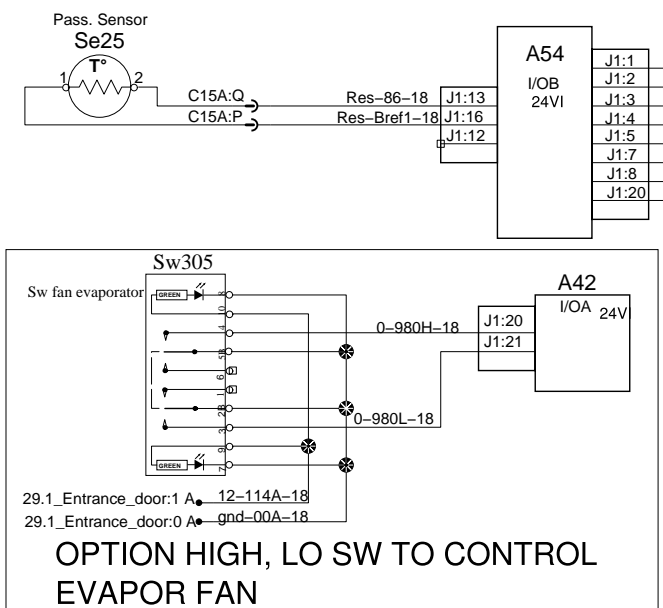 Pass. Sensor
Se25
T°
1
2
C15A:Q
C15A:P
Res–86–18
Res–Bref1–18
J1:13
J1:16
J1:12
A54
I/OB
24VI
J1:1
J1:2
J1:3
J1:4
J1:5
J1:7
J1:8
J1:20
Sw305
Sw fan evaporator
GREEN
8
10
4
5B
6
1
2B
3
9
7
GREEN
0–980H–18
0–980L–18
J1:20
J1:21
A42
I/OA
24V
29.1_Entrance_door:1 A
12–114A–18
29.1_Entrance_door:0 A
gnd–00A–18
OPTION HIGH, LO SW TO CONTROL
EVAPOR FAN